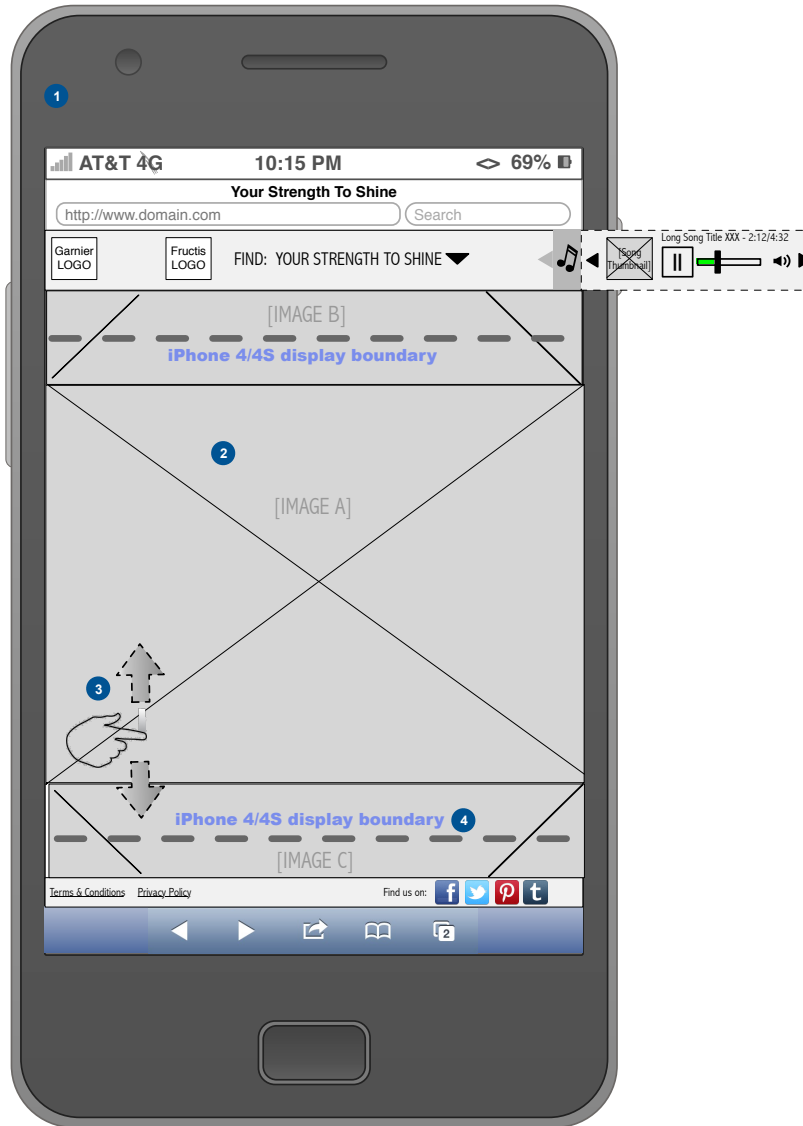 1
AT&T 4G 10:15 PM 69%
Your Strength To Shine
http://www.domain.com Search
Garnier
LOGO
Fructis
LOGO
FIND: YOUR STRENGTH TO SHINE
[Song
Thumbnail]
Long Song Title XXX - 2:12/4:32
[IMAGE B]
iPhone 4/4S display boundary
2
[IMAGE A]
3
iPhone 4/4S display boundary 4
[IMAGE C]
Terms & Conditions Privacy Policy Find us on: f t
2